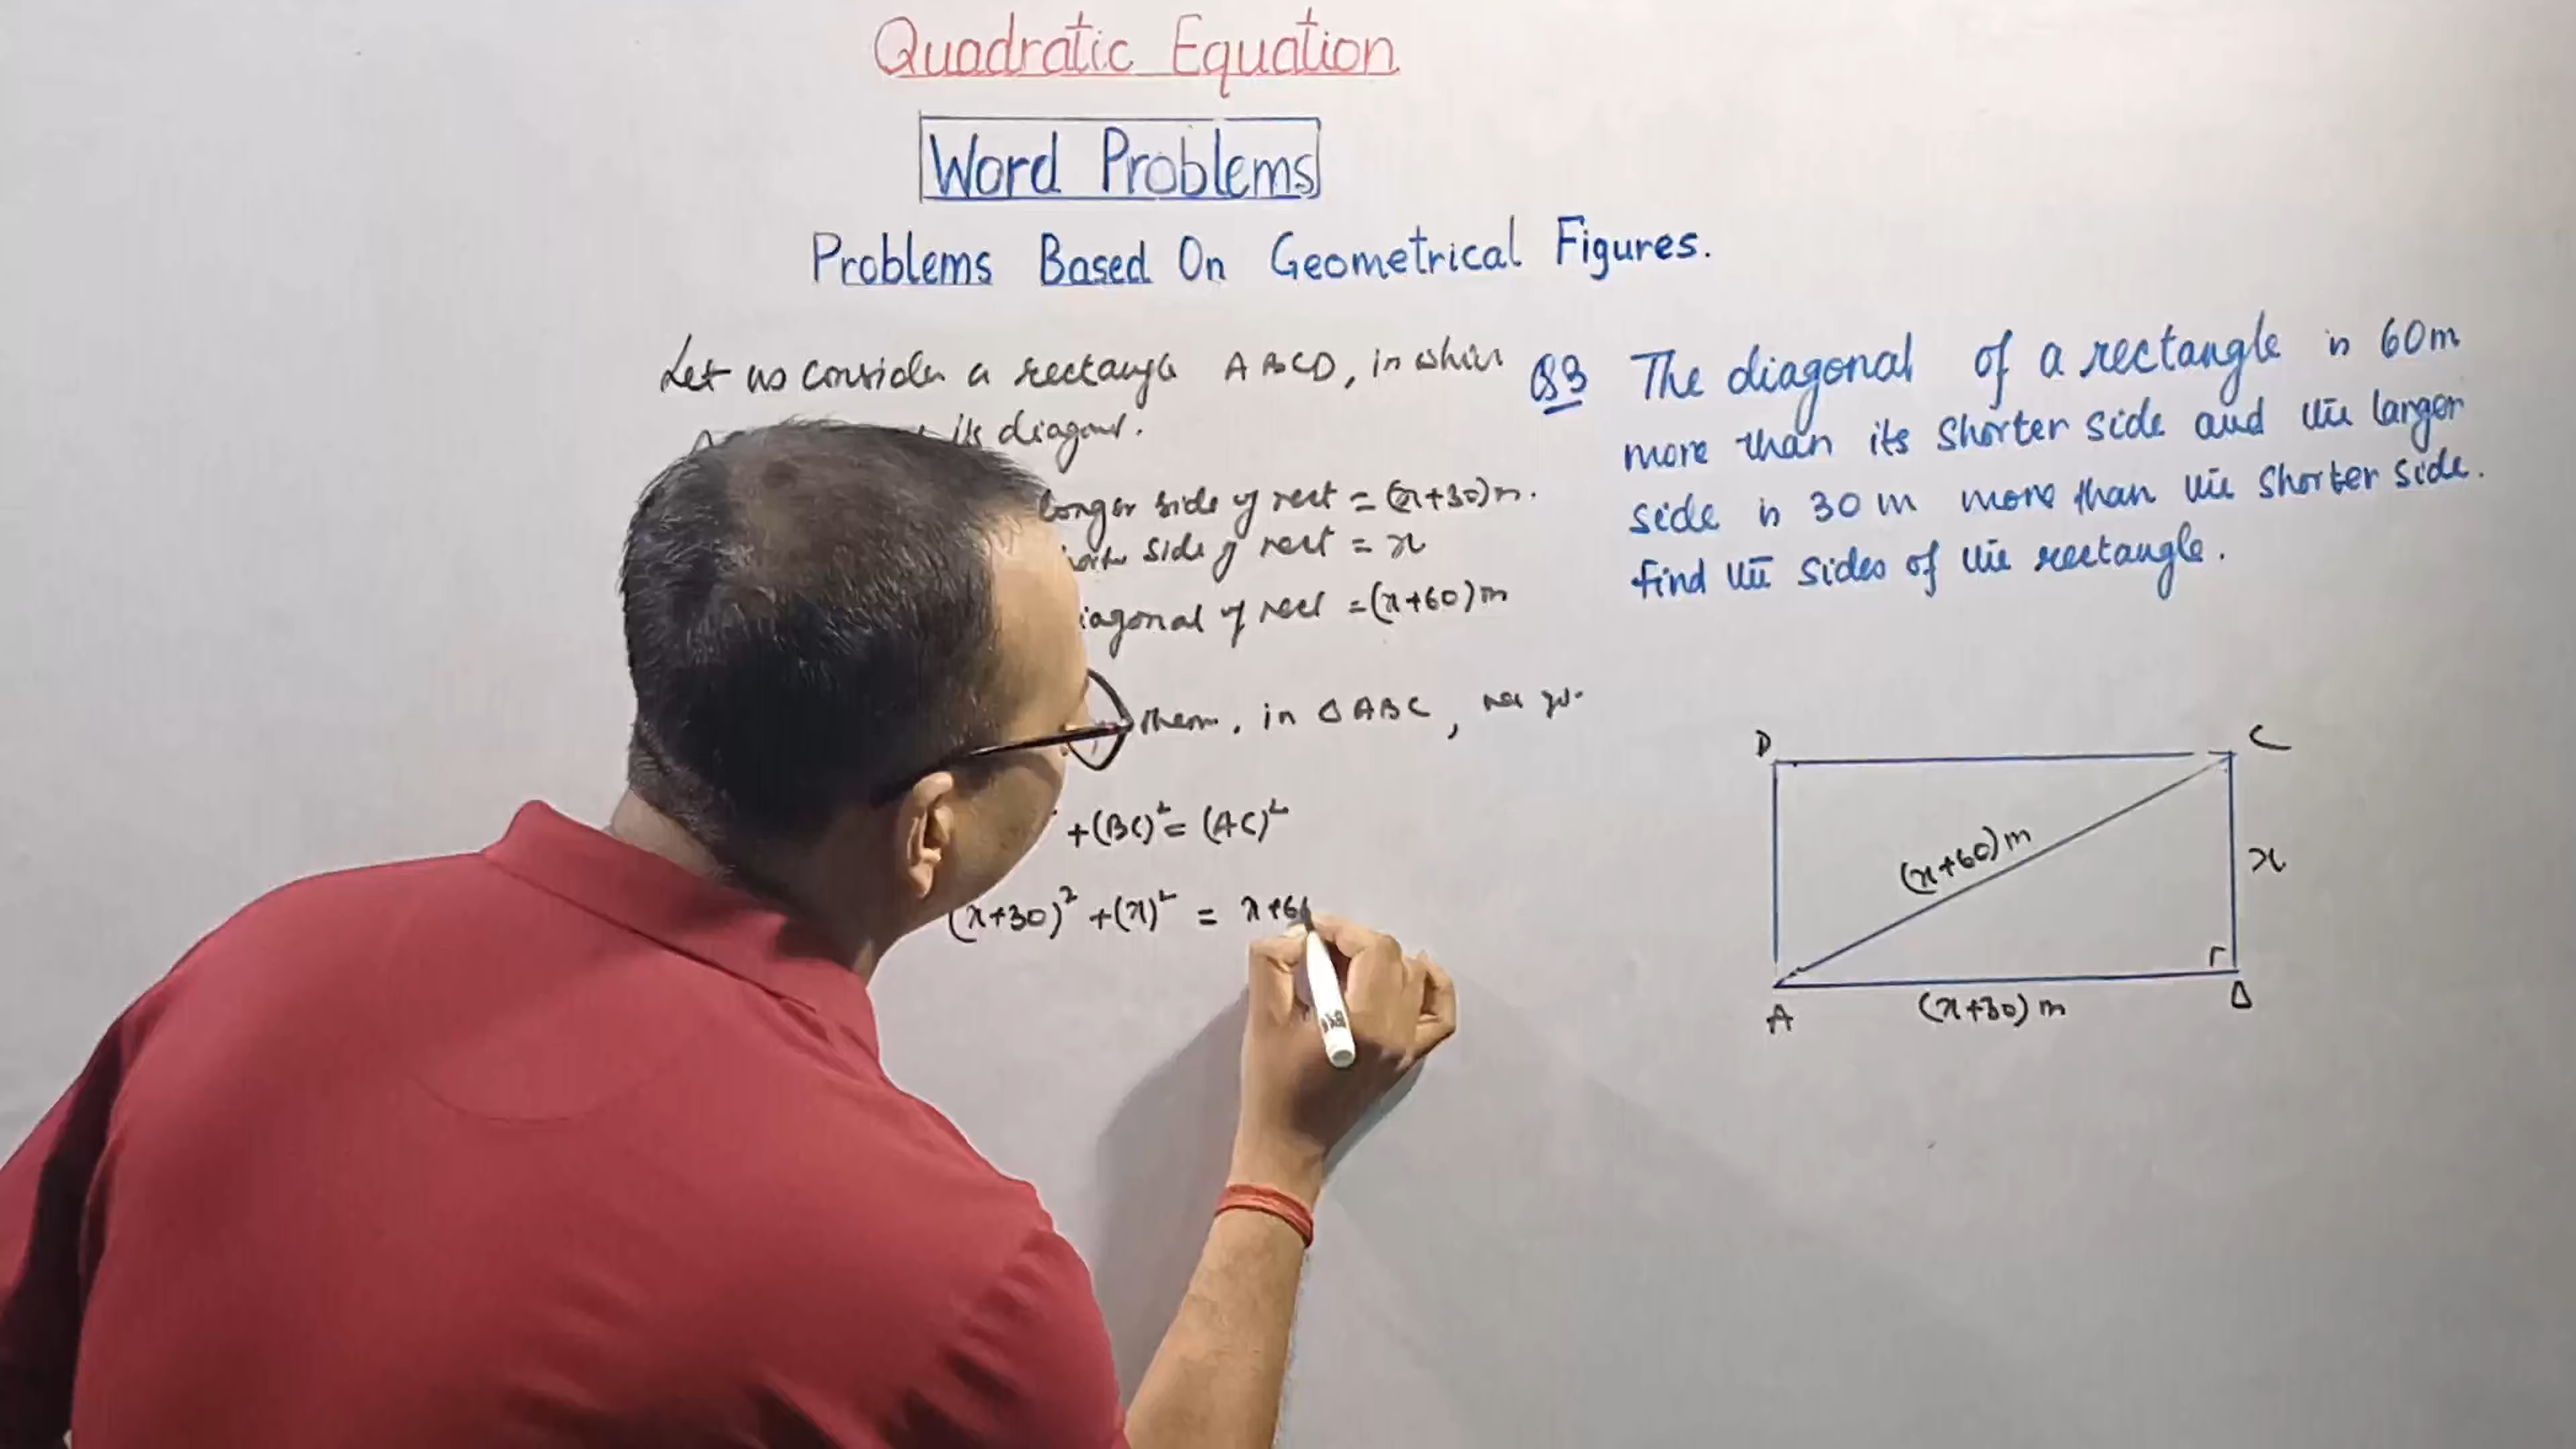 Quadratic Equation
Word Problems
Problems Based On Geometrical Figures.
Let us consider a rectangle ABCD, in which
its diagonal.
longer side of rect = (x+30)m.
side of rect = x
diagonal of rect = (x+60)m
them, in Δ ABC, we get
+(BC)² = (AC)²
(x+30)² +(x)² = x+6
Q3 The diagonal of a rectangle is 60m
more than its shorter side and the larger
side is 30 m more than the shorter side.
find the sides of the rectangle.
D
C
(x+60) m
x
A
(x+30) m
B